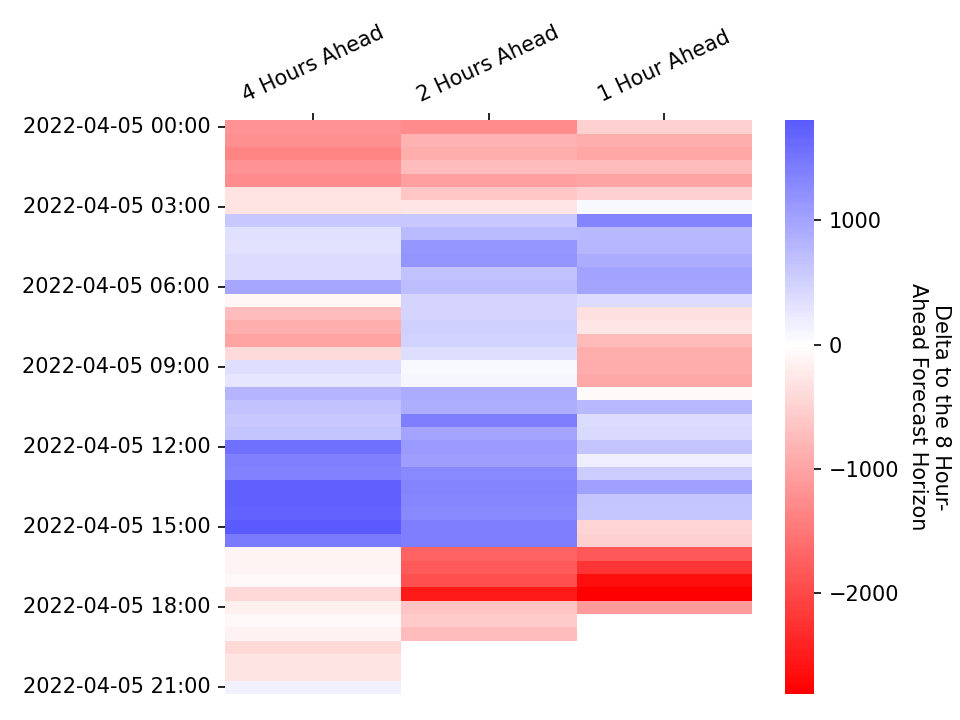 4 Hours Ahead
2 Hours Ahead
1 Hour Ahead
2022-04-05 00:00
2022-04-05 03:00
2022-04-05 06:00
2022-04-05 09:00
2022-04-05 12:00
2022-04-05 15:00
2022-04-05 18:00
2022-04-05 21:00
1000
0
−1000
−2000
Delta to the 8 Hour-
Ahead Forecast Horizon